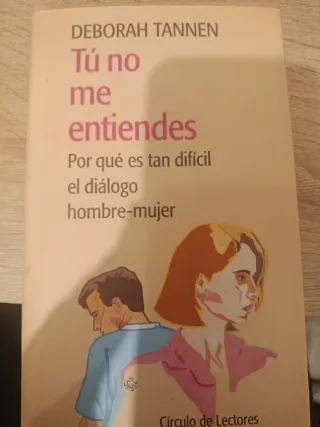 DEBORAH TANNEN
Tú no
me
entiendes
Por qué es tan difícil
el diálogo
hombre-mujer
Círculo de Lectores